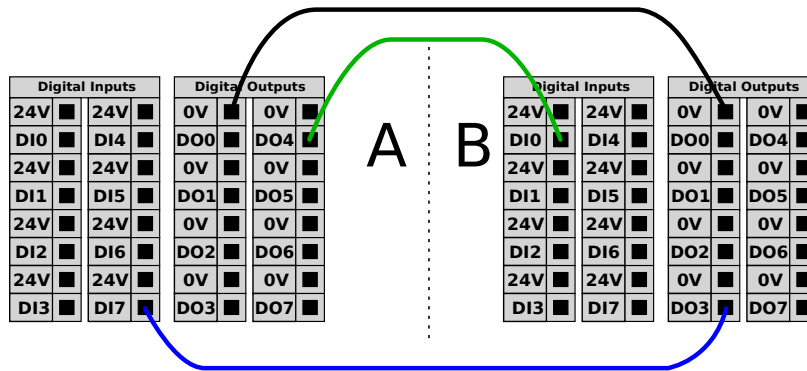 Digital Inputs Digital Outputs Digital Inputs Digital Outputs
24V 24V 0V 0V A B 24V 24V 0V 0V
DI0 DI4 DO0 DO4 DI0 DI4 DO0 DO4
24V 24V 0V 0V 24V 24V 0V 0V
DI1 DI5 DO1 DO5 DI1 DI5 DO1 DO5
24V 24V 0V 0V 24V 24V 0V 0V
DI2 DI6 DO2 DO6 DI2 DI6 DO2 DO6
24V 24V 0V 0V 24V 24V 0V 0V
DI3 DI7 DO3 DO7 DI3 DI7 DO3 DO7